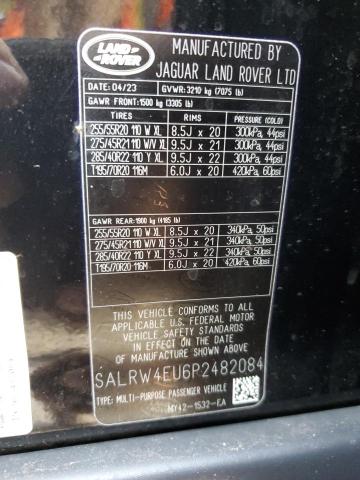 LAND
ROVER
MANUFACTURED BY
JAGUAR LAND ROVER LTD
DATE: 04/23 GVWR: 3210 kg (7075 lb)
GAWR FRONT: 1500 kg (3305 lb)
TIRES RIMS PRESSURE (COLD)
255/55R20 110 W XL 8.5J x 20 300kPa, 44psi
275/45R21 110 W/V XL 9.5J x 21 300kPa, 44psi
285/40R22 110 Y XL 9.5J x 22 300kPa, 44psi
T195/70R20 116M 6.0J x 20 420kPa, 60psi
GAWR REAR: 1900 kg (4185 lb)
255/55R20 110 W XL 8.5J x 20 340kPa, 50psi
275/45R21 110 W/V XL 9.5J x 21 340kPa, 50psi
285/40R22 110 Y XL 9.5J x 22 340kPa, 50psi
T195/70R20 116M 6.0J x 20 420kPa, 60psi
THIS VEHICLE CONFORMS TO ALL
APPLICABLE U.S. FEDERAL MOTOR
VEHICLE SAFETY STANDARDS IN
EFFECT ON THE DATE OF
MANUFACTURE SHOWN ABOVE.
SALRW4EU6P2482084
TYPE: MULTI-PURPOSE PASSENGER VEHICLE
MY42-1532-EA